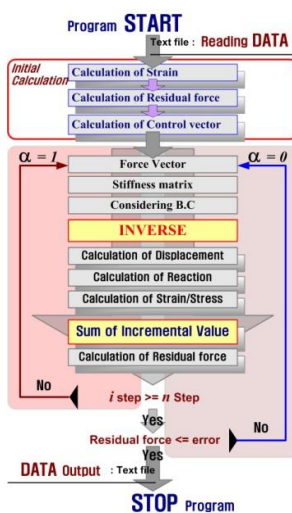 Program START
Text file : Reading DATA
Initial
Calculation
Calculation of Strain
Calculation of Residual force
Calculation of Control vector
α = 1
α = 0
Force Vector
Stiffness matrix
Considering B.C
INVERSE
Calculation of Displacement
Calculation of Reaction
Calculation of Strain/Stress
Sum of Incremental Value
Calculation of Residual force
No
i step >= n Step
Yes
No
Residual force <= error
Yes
DATA Output : Text file
STOP Program